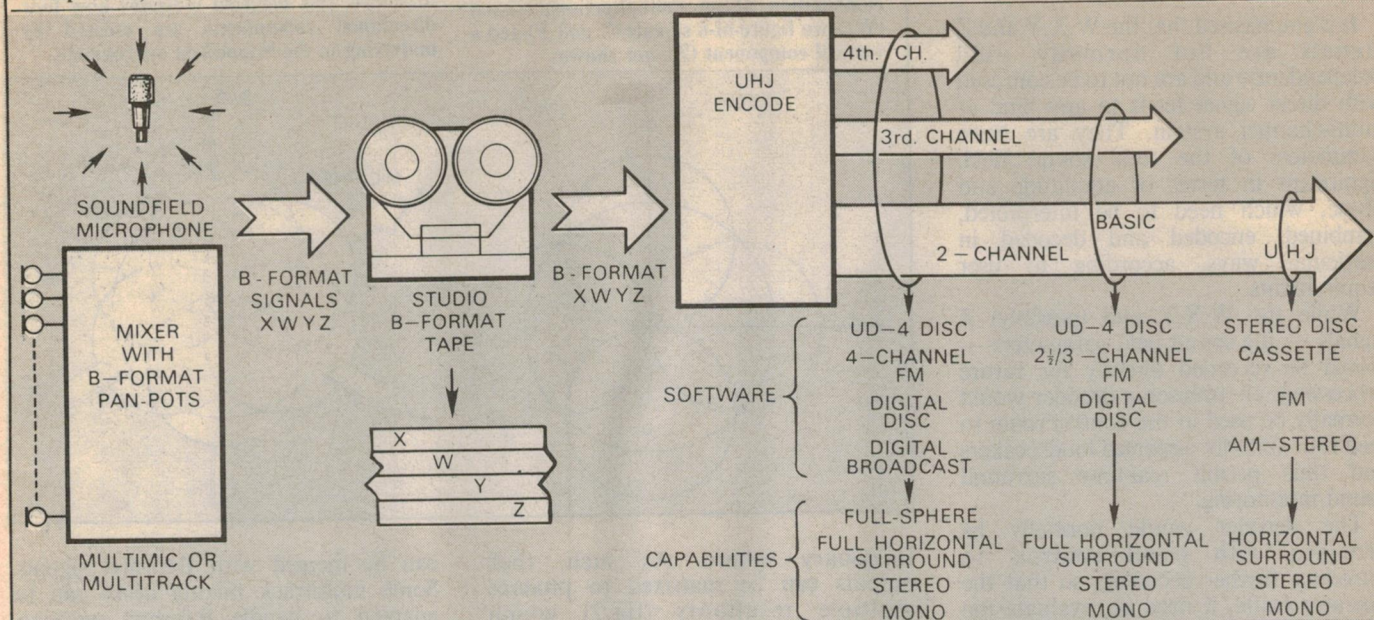 SOUNDFIELD
MICROPHONE
MIXER
WITH
B-FORMAT
PAN-POTS
MULTIMIC OR
MULTITRACK
B-FORMAT
SIGNALS
X W Y Z
STUDIO
B-FORMAT
TAPE
X
W
Y
Z
B-FORMAT
X W Y Z
UHJ
ENCODE
4th. CH.
3rd. CHANNEL
BASIC
2-CHANNEL
UHJ
SOFTWARE
UD-4 DISC
4-CHANNEL
FM
DIGITAL
DISC
DIGITAL
BROADCAST
UD-4 DISC
2½/3-CHANNEL
FM
DIGITAL
DISC
STEREO DISC
CASSETTE
FM
AM-STEREO
CAPABILITIES
FULL-SPHERE
FULL HORIZONTAL
SURROUND
STEREO
MONO
FULL HORIZONTAL
SURROUND
STEREO
MONO
HORIZONTAL
SURROUND
STEREO
MONO